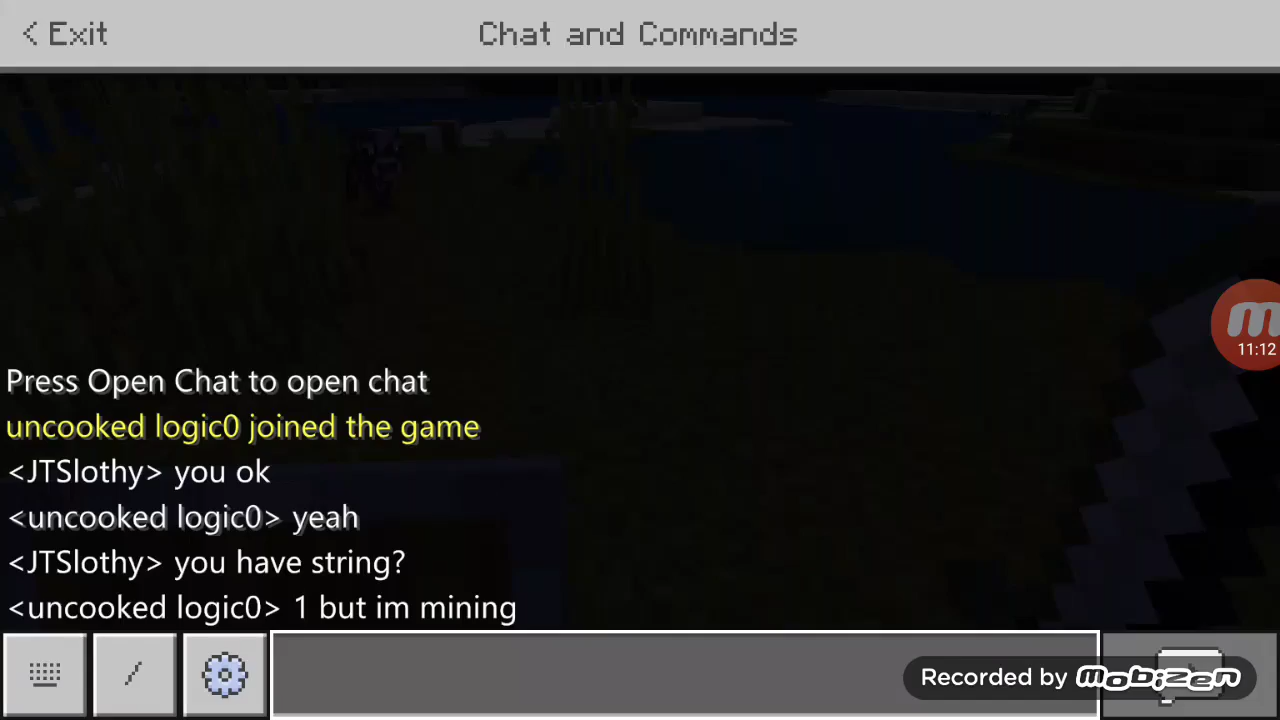 < Exit
Chat and Commands
11:12
Press Open Chat to open chat
uncooked logic0 joined the game
<JTSlothy> you ok
<uncooked logic0> yeah
<JTSlothy> you have string?
<uncooked logic0> 1 but im mining
/
Recorded by mobizen